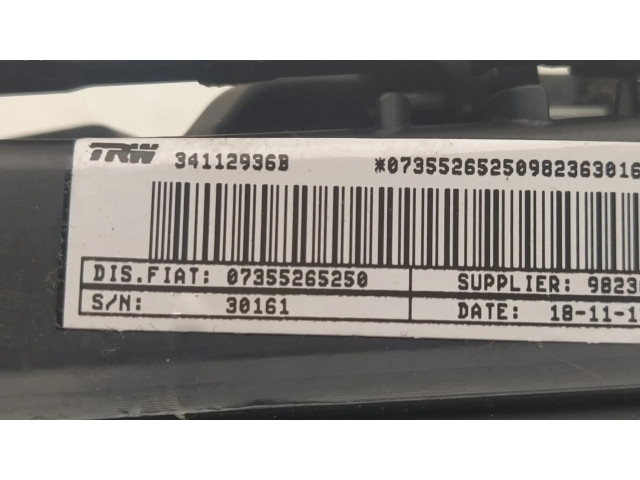 TRW 34112936B *07355265250982363016
DIS.FIAT: 07355265250 SUPPLIER: 9823
S/N: 30161 DATE: 18-11-1